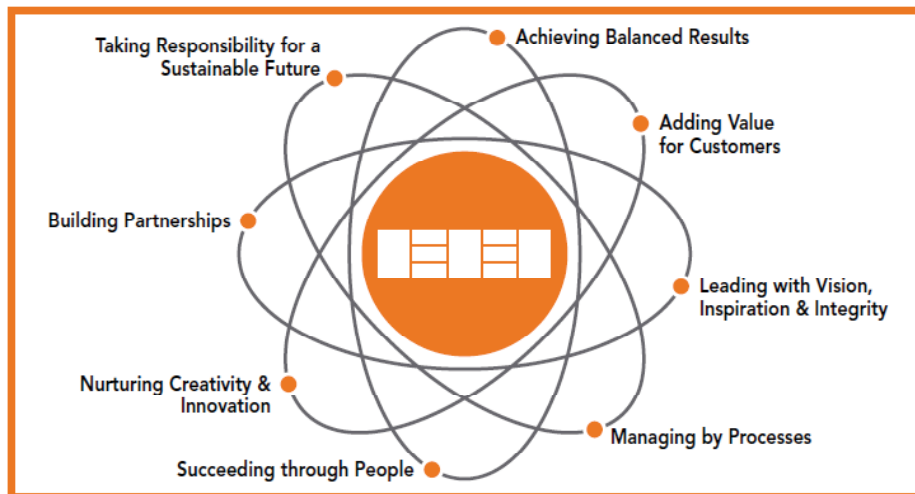 Achieving Balanced Results
Taking Responsibility for a
Sustainable Future
Adding Value
for Customers
Building Partnerships
Leading with Vision,
Inspiration & Integrity
Nurturing Creativity &
Innovation
Managing by Processes
Succeeding through People